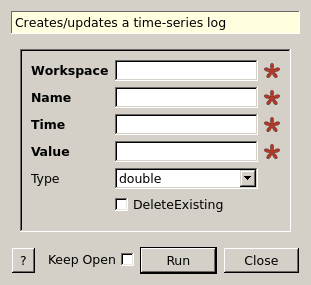 Creates/updates a time-series log
Workspace
Name
Time
Value
Type double
DeleteExisting
? Keep Open Run Close